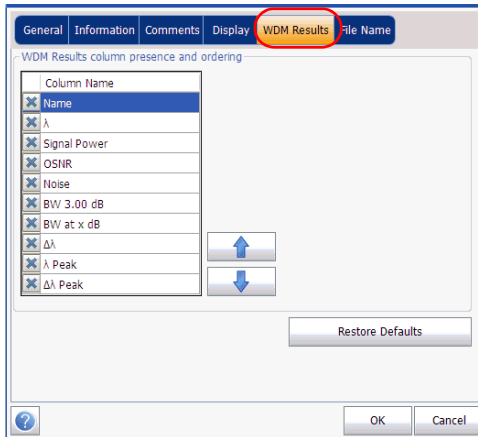 General Information Comments Display WDM Results File Name
WDM Results column presence and ordering
Column Name
Name
λ
Signal Power
OSNR
Noise
BW 3.00 dB
BW at x dB
Δλ
λ Peak
Δλ Peak
Restore Defaults
?
OK Cancel